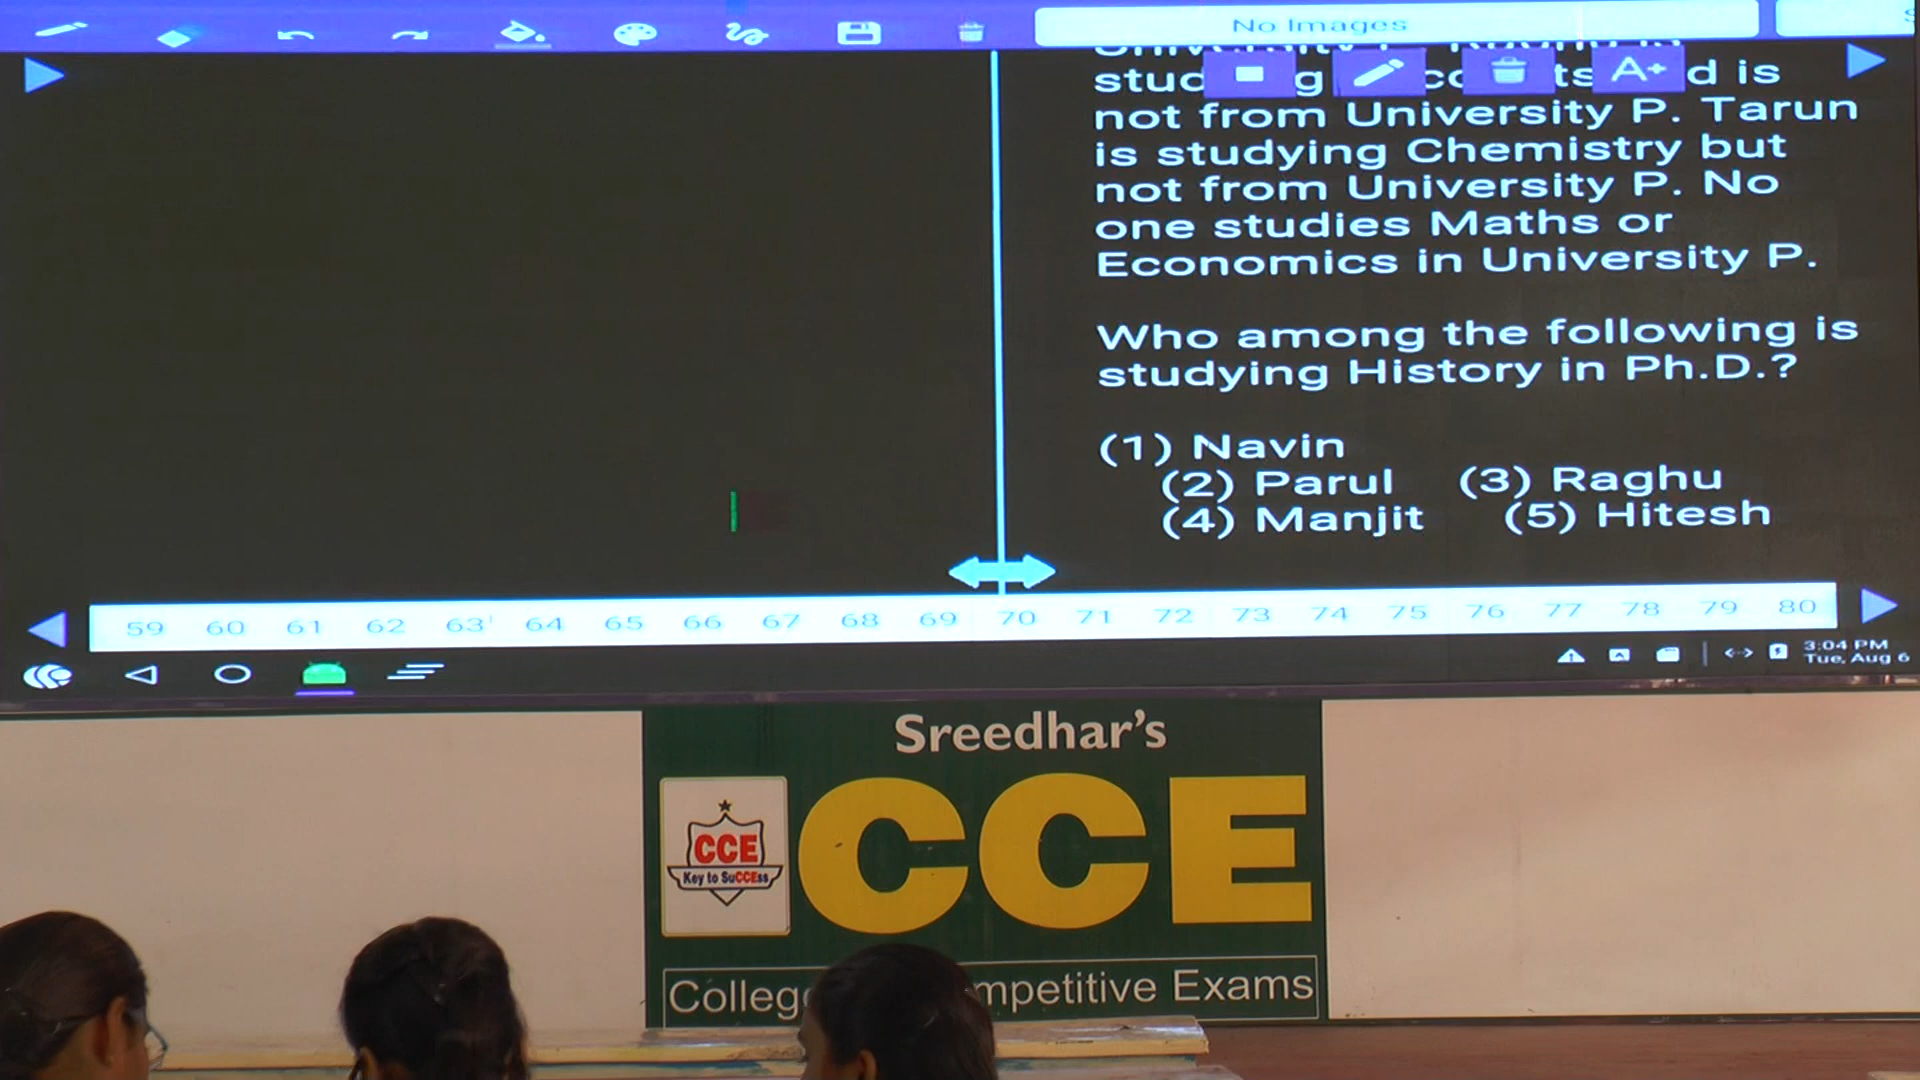 No Images
A+
d is
not from University P. Tarun
is studying Chemistry but
not from University P. No
one studies Maths or
Economics in University P.
Who among the following is
studying History in Ph.D.?
(1) Navin
(2) Parul (3) Raghu
(4) Manjit (5) Hitesh
59 60 61 62 63 64 65 66 67 68 69 70 71 72 73 74 75 76 77 78 79 80
3:04 PM
Tue, Aug 6
Sreedhar's
CCE
CCE
Key to SuCCEss
Exams